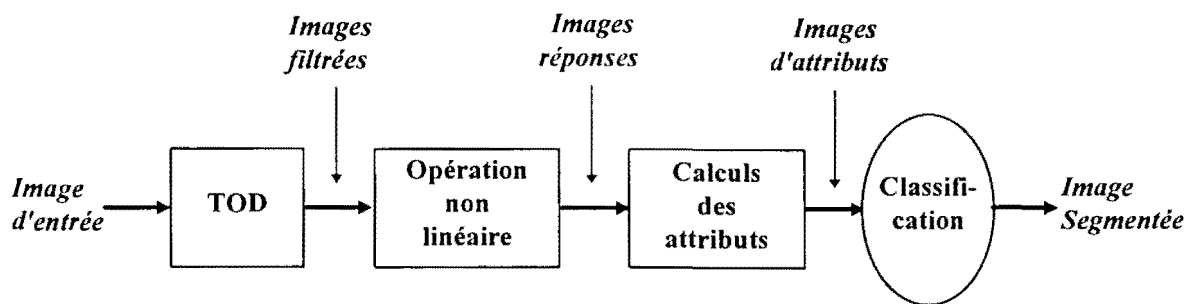 Images
filtrées
Images
réponses
Images
d'attributs
Image
d'entrée
TOD
Opération
non
linéaire
Calculs
des
attributs
Classifi-
cation
Image
Segmentée